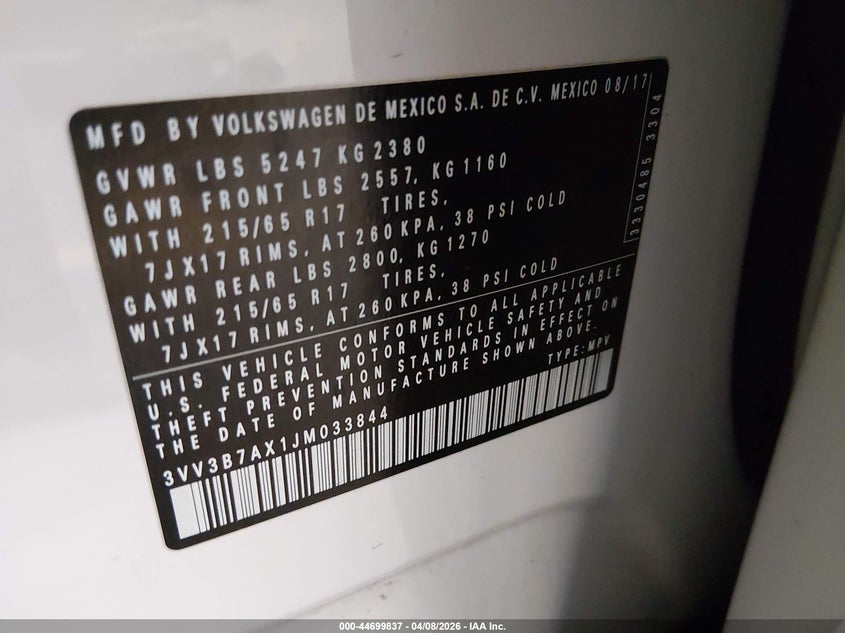 MFD BY VOLKSWAGEN DE MEXICO S.A. DE C.V. MEXICO 08/17
GVWR LBS 5247 KG 2380
GAWR FRONT LBS 2557, KG 1160
WITH 215/65 R17 TIRES,
7JX17 RIMS, AT 260 KPA, 38 PSI COLD
GAWR REAR LBS 2800, KG 1270
WITH 215/65 R17 TIRES,
7JX17 RIMS, AT 260 KPA, 38 PSI COLD
3330485 3304
THIS VEHICLE CONFORMS TO ALL APPLICABLE
U.S. FEDERAL MOTOR VEHICLE SAFETY AND
THEFT PREVENTION STANDARDS IN EFFECT ON
THE DATE OF MANUFACTURE SHOWN ABOVE.
3VV3B7AX1JM033844 TYPE: MPV
000-44699837 - 04/08/2026 - IAA Inc.